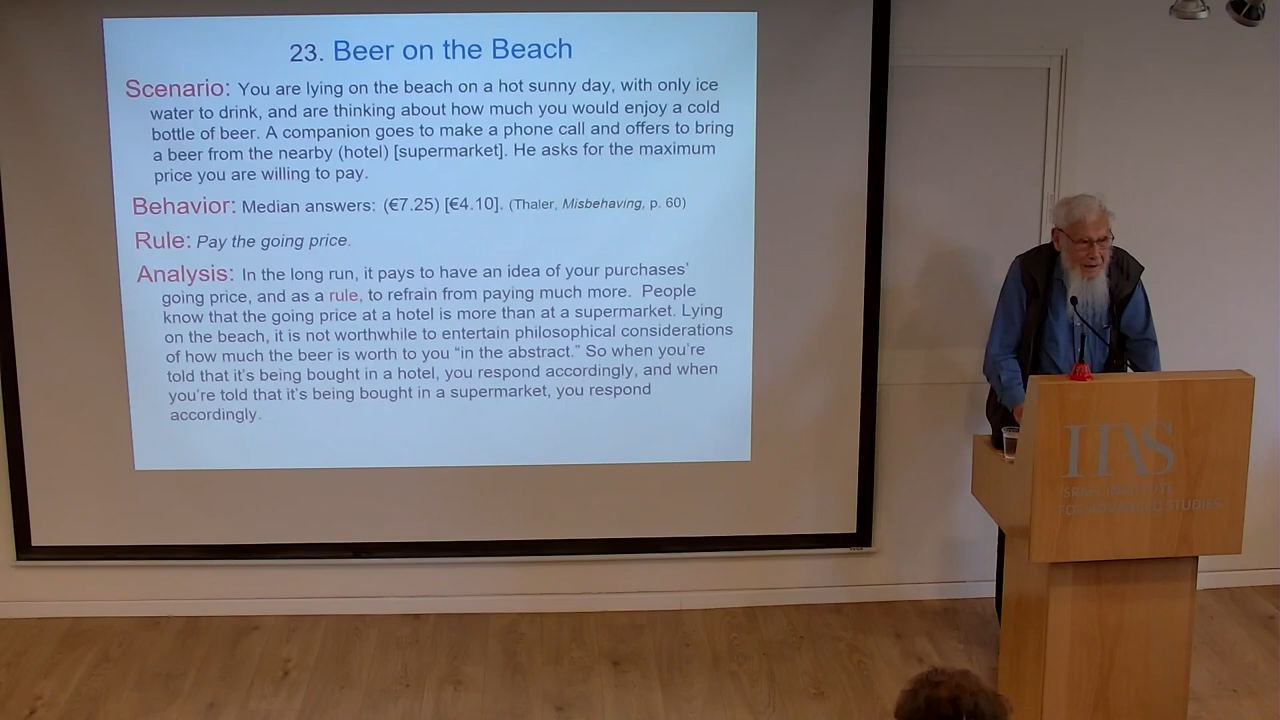 23. Beer on the Beach
Scenario: You are lying on the beach on a hot sunny day, with only ice
water to drink, and are thinking about how much you would enjoy a cold
bottle of beer. A companion goes to make a phone call and offers to bring
a beer from the nearby (hotel) [supermarket]. He asks for the maximum
price you are willing to pay.
Behavior: Median answers: (€7.25) [€4.10]. (Thaler, Misbehaving, p. 60)
Rule: Pay the going price.
Analysis: In the long run, it pays to have an idea of your purchases'
going price, and as a rule, to refrain from paying much more. People
know that the going price at a hotel is more than at a supermarket. Lying
on the beach, it is not worthwhile to entertain philosophical considerations
of how much the beer is worth to you “in the abstract.” So when you're
told that it's being bought in a hotel, you respond accordingly, and when
you're told that it's being bought in a supermarket, you respond
accordingly.
IIAS
ISRAEL INSTITUTE
FOR ADVANCED STUDIES